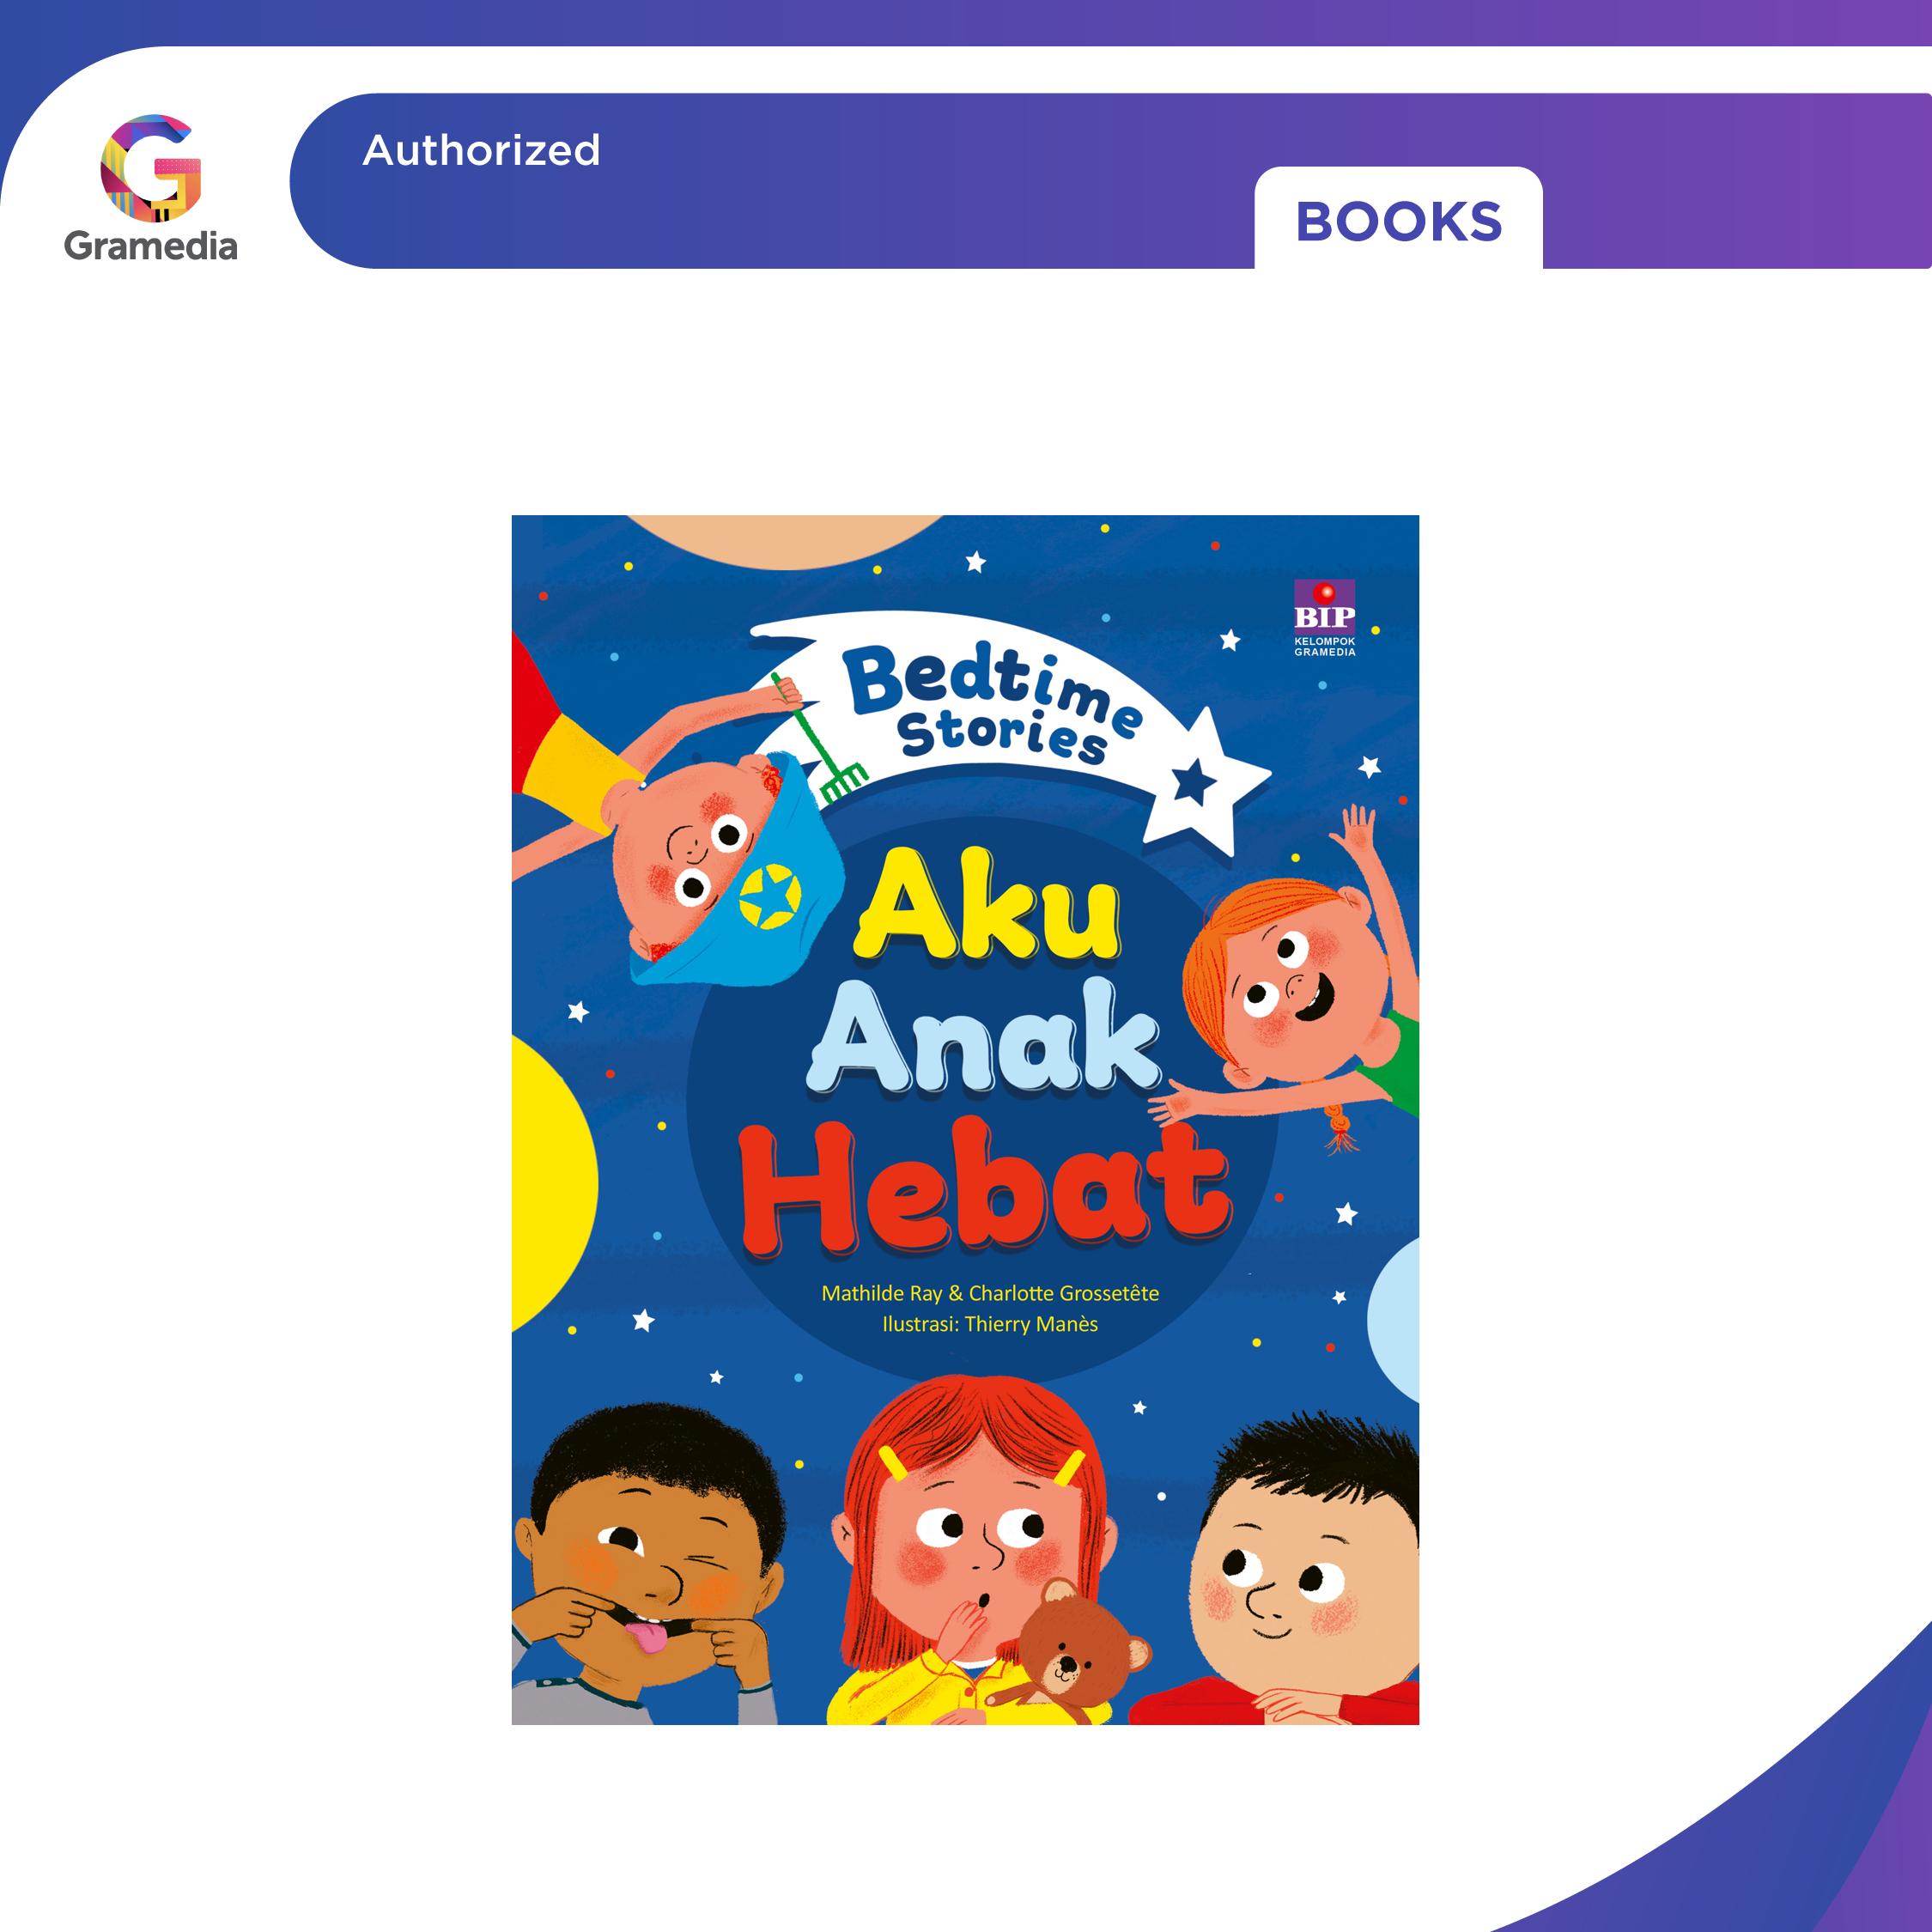 Authorized
Gramedia
BOOKS
BIP
KELOMPOK
GRAMEDIA
Bedtime
Stories
Aku
Anak
Hebat
Mathilde Ray & Charlotte Grossetête
Ilustrasi: Thierry Manès